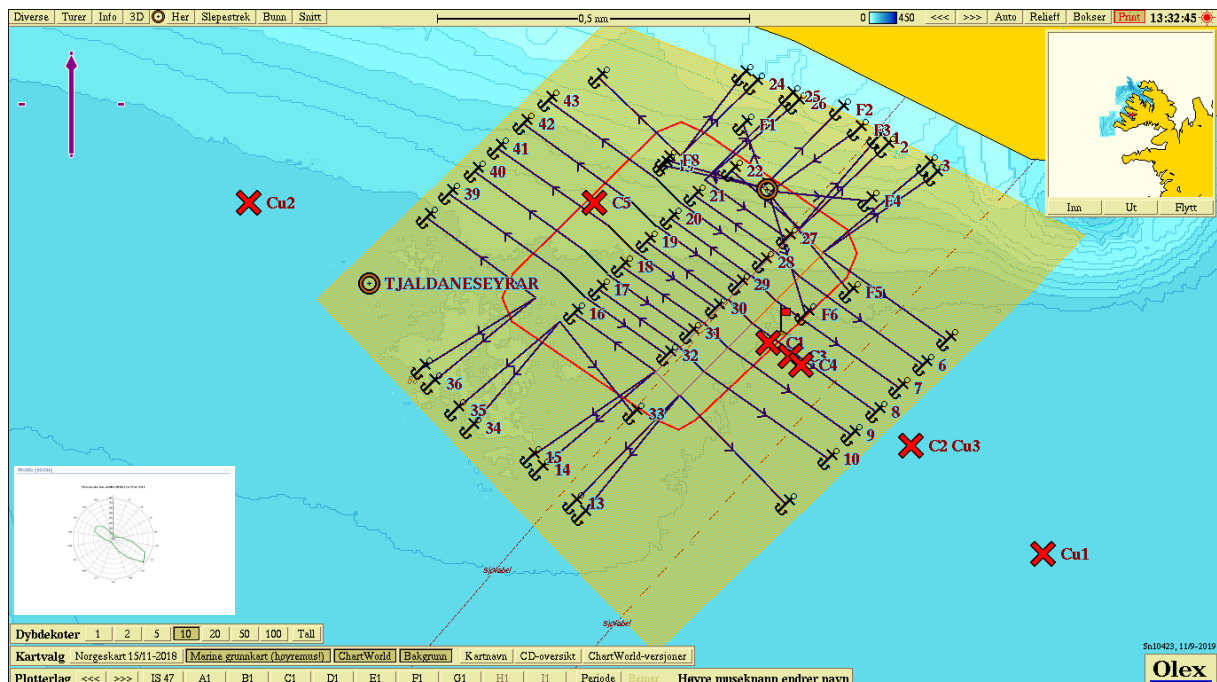 Diverse Turer Info 3D Her Slepestrek Bunn Snitt 0,5 nm 0 450 <<< >>> Auto Relieff Bokser Print 13:32:45
43 24 25 26 F2
42 F1 F3 1
41 F8 22 2 3
40 21
39 20 F4
Cu2 C5 19 27
18 28
TJALDANESEYRAR 17 29 F5
16 30 F6
31 C1
32 C3 C4 6
36 7
35 33 8
34 9
15 10 C2 Cu3
14
13
Cu1
Inn Ut Flytt
Sjøkabel
Sjøkabel
Dybdekoter 1 2 5 10 20 50 100 Tall
Kartvalg Norgeskart 15/11-2018 Marine grunnkart (høyremus!) ChartWorld Bakgrunn Kartnavn CD-oversikt ChartWorld-versjoner
Sn10423, 11/9-2019
Plotterlag <<< >>> IS 47 A1 B1 C1 D1 E1 F1 G1 H1 I1 Periode Bemer Høyre museknapp endrer navn
Olex